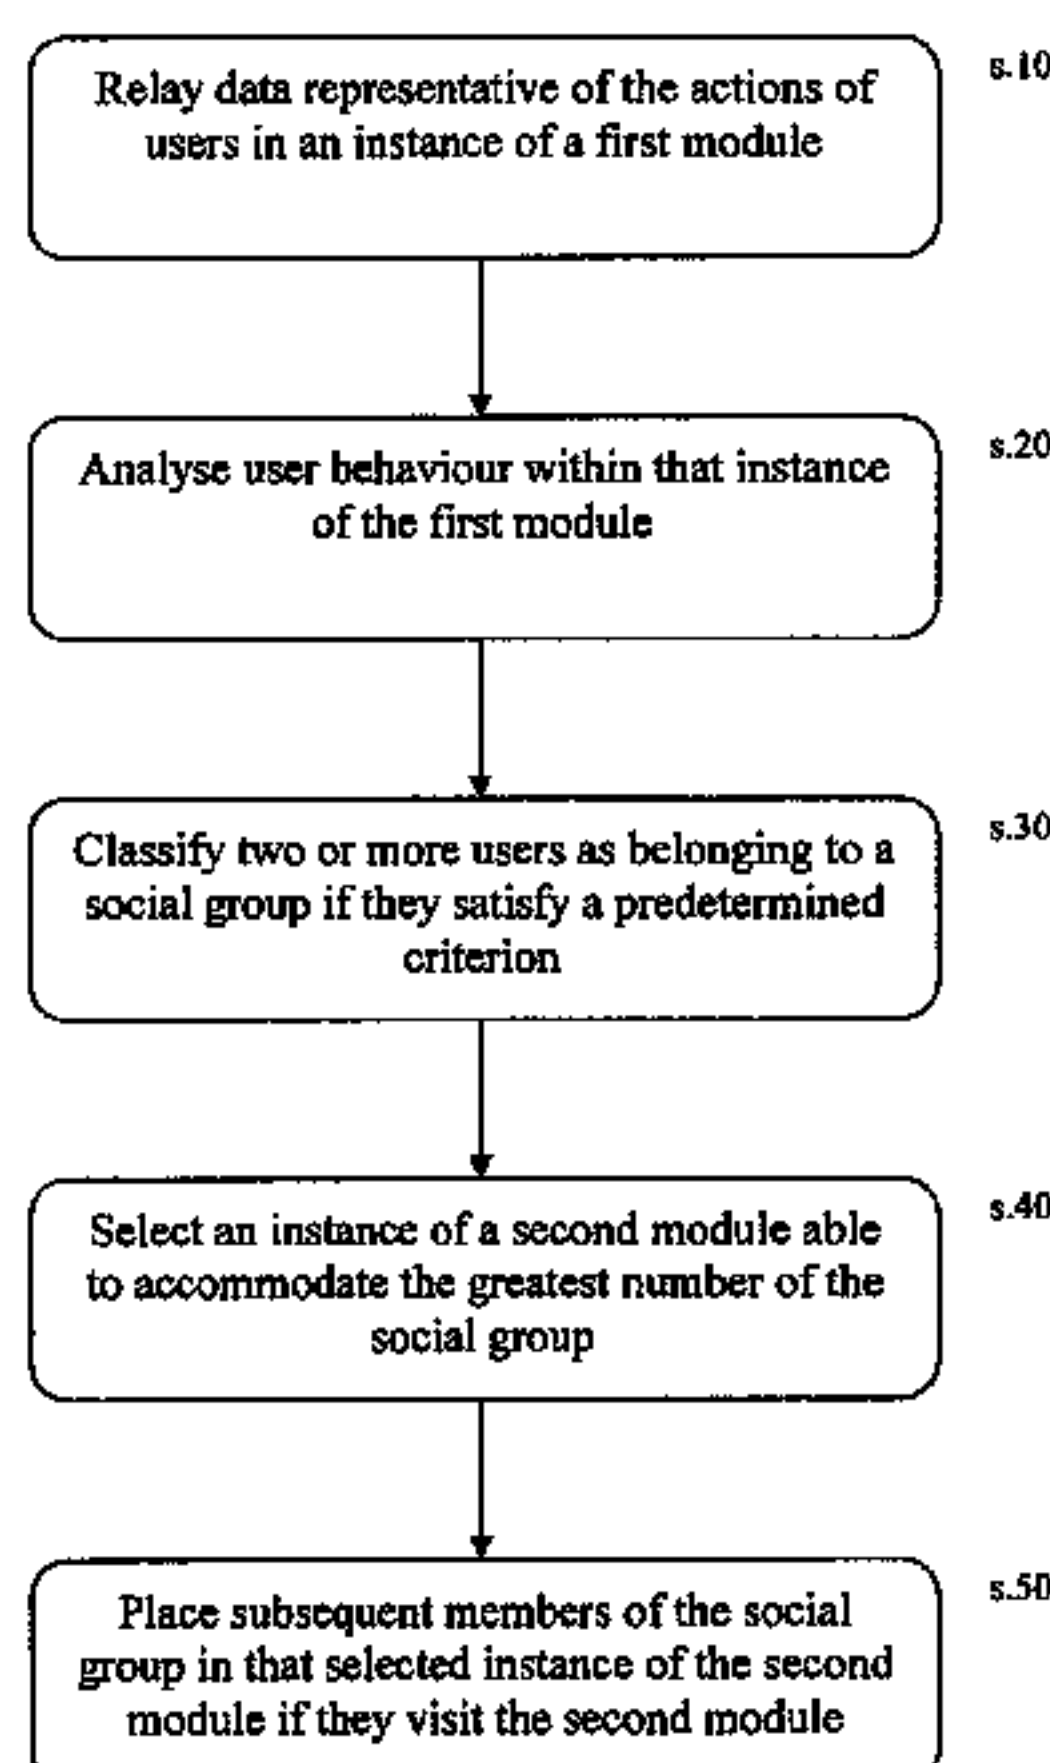 Relay data representative of the actions of
users in an instance of a first module
s.10
Analyse user behaviour within that instance
of the first module
s.20
Classify two or more users as belonging to a
social group if they satisfy a predetermined
criterion
s.30
Select an instance of a second module able
to accommodate the greatest number of the
social group
s.40
Place subsequent members of the social
group in that selected instance of the second
module if they visit the second module
s.50